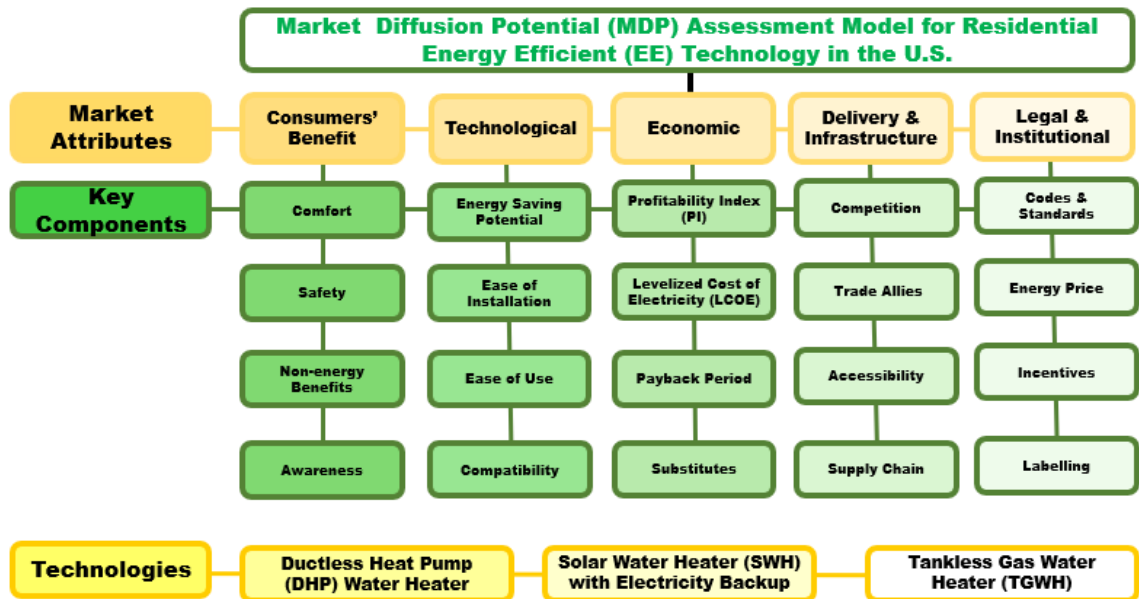 Market Diffusion Potential (MDP) Assessment Model for Residential
Energy Efficient (EE) Technology in the U.S.
Market
Attributes
Consumers'
Benefit
Technological
Economic
Delivery &
Infrastructure
Legal &
Institutional
Key
Components
Comfort
Energy Saving
Potential
Profitability Index
(PI)
Competition
Codes &
Standards
Safety
Ease of
Installation
Levelized Cost of
Electricity (LCOE)
Trade Allies
Energy Price
Non-energy
Benefits
Ease of Use
Payback Period
Accessibility
Incentives
Awareness
Compatibility
Substitutes
Supply Chain
Labelling
Technologies
Ductless Heat Pump
(DHP) Water Heater
Solar Water Heater (SWH)
with Electricity Backup
Tankless Gas Water
Heater (TGWH)